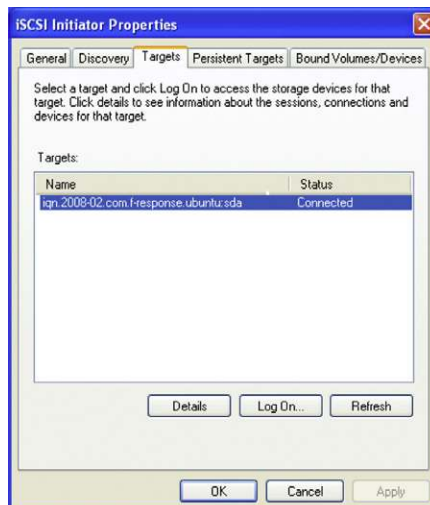 iSCSI Initiator Properties
General Discovery Targets Persistent Targets Bound Volumes/Devices
Select a target and click Log On to access the storage devices for that
target. Click details to see information about the sessions, connections and
devices for that target.
Targets:
Name Status
iqn.2008-02.com.f-response.ubuntu:sda Connected
Details Log On... Refresh
OK Cancel Apply